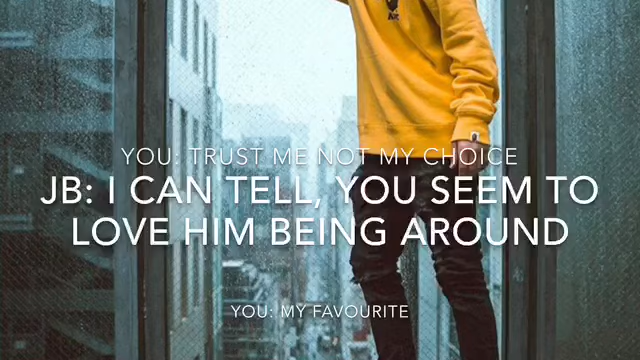 YOU: TRUST ME NOT MY CHOICE
JB: I CAN TELL, YOU SEEM TO
LOVE HIM BEING AROUND
YOU: MY FAVOURITE